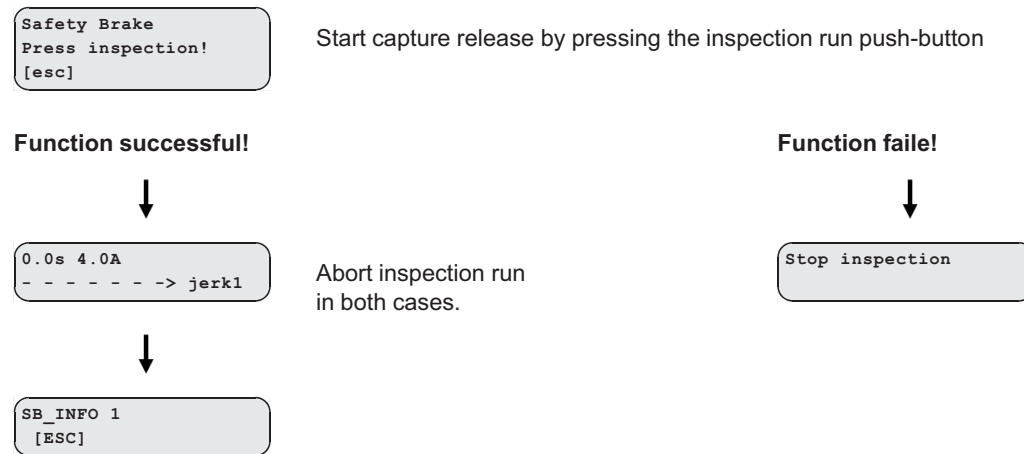 Safety Brake
Press inspection!
[esc]
Start capture release by pressing the inspection run push-button
Function successful!
Function faile!
0.0s 4.0A
- - - - - - -> jerk1
Abort inspection run
in both cases.
Stop inspection
SB_INFO 1
[ESC]